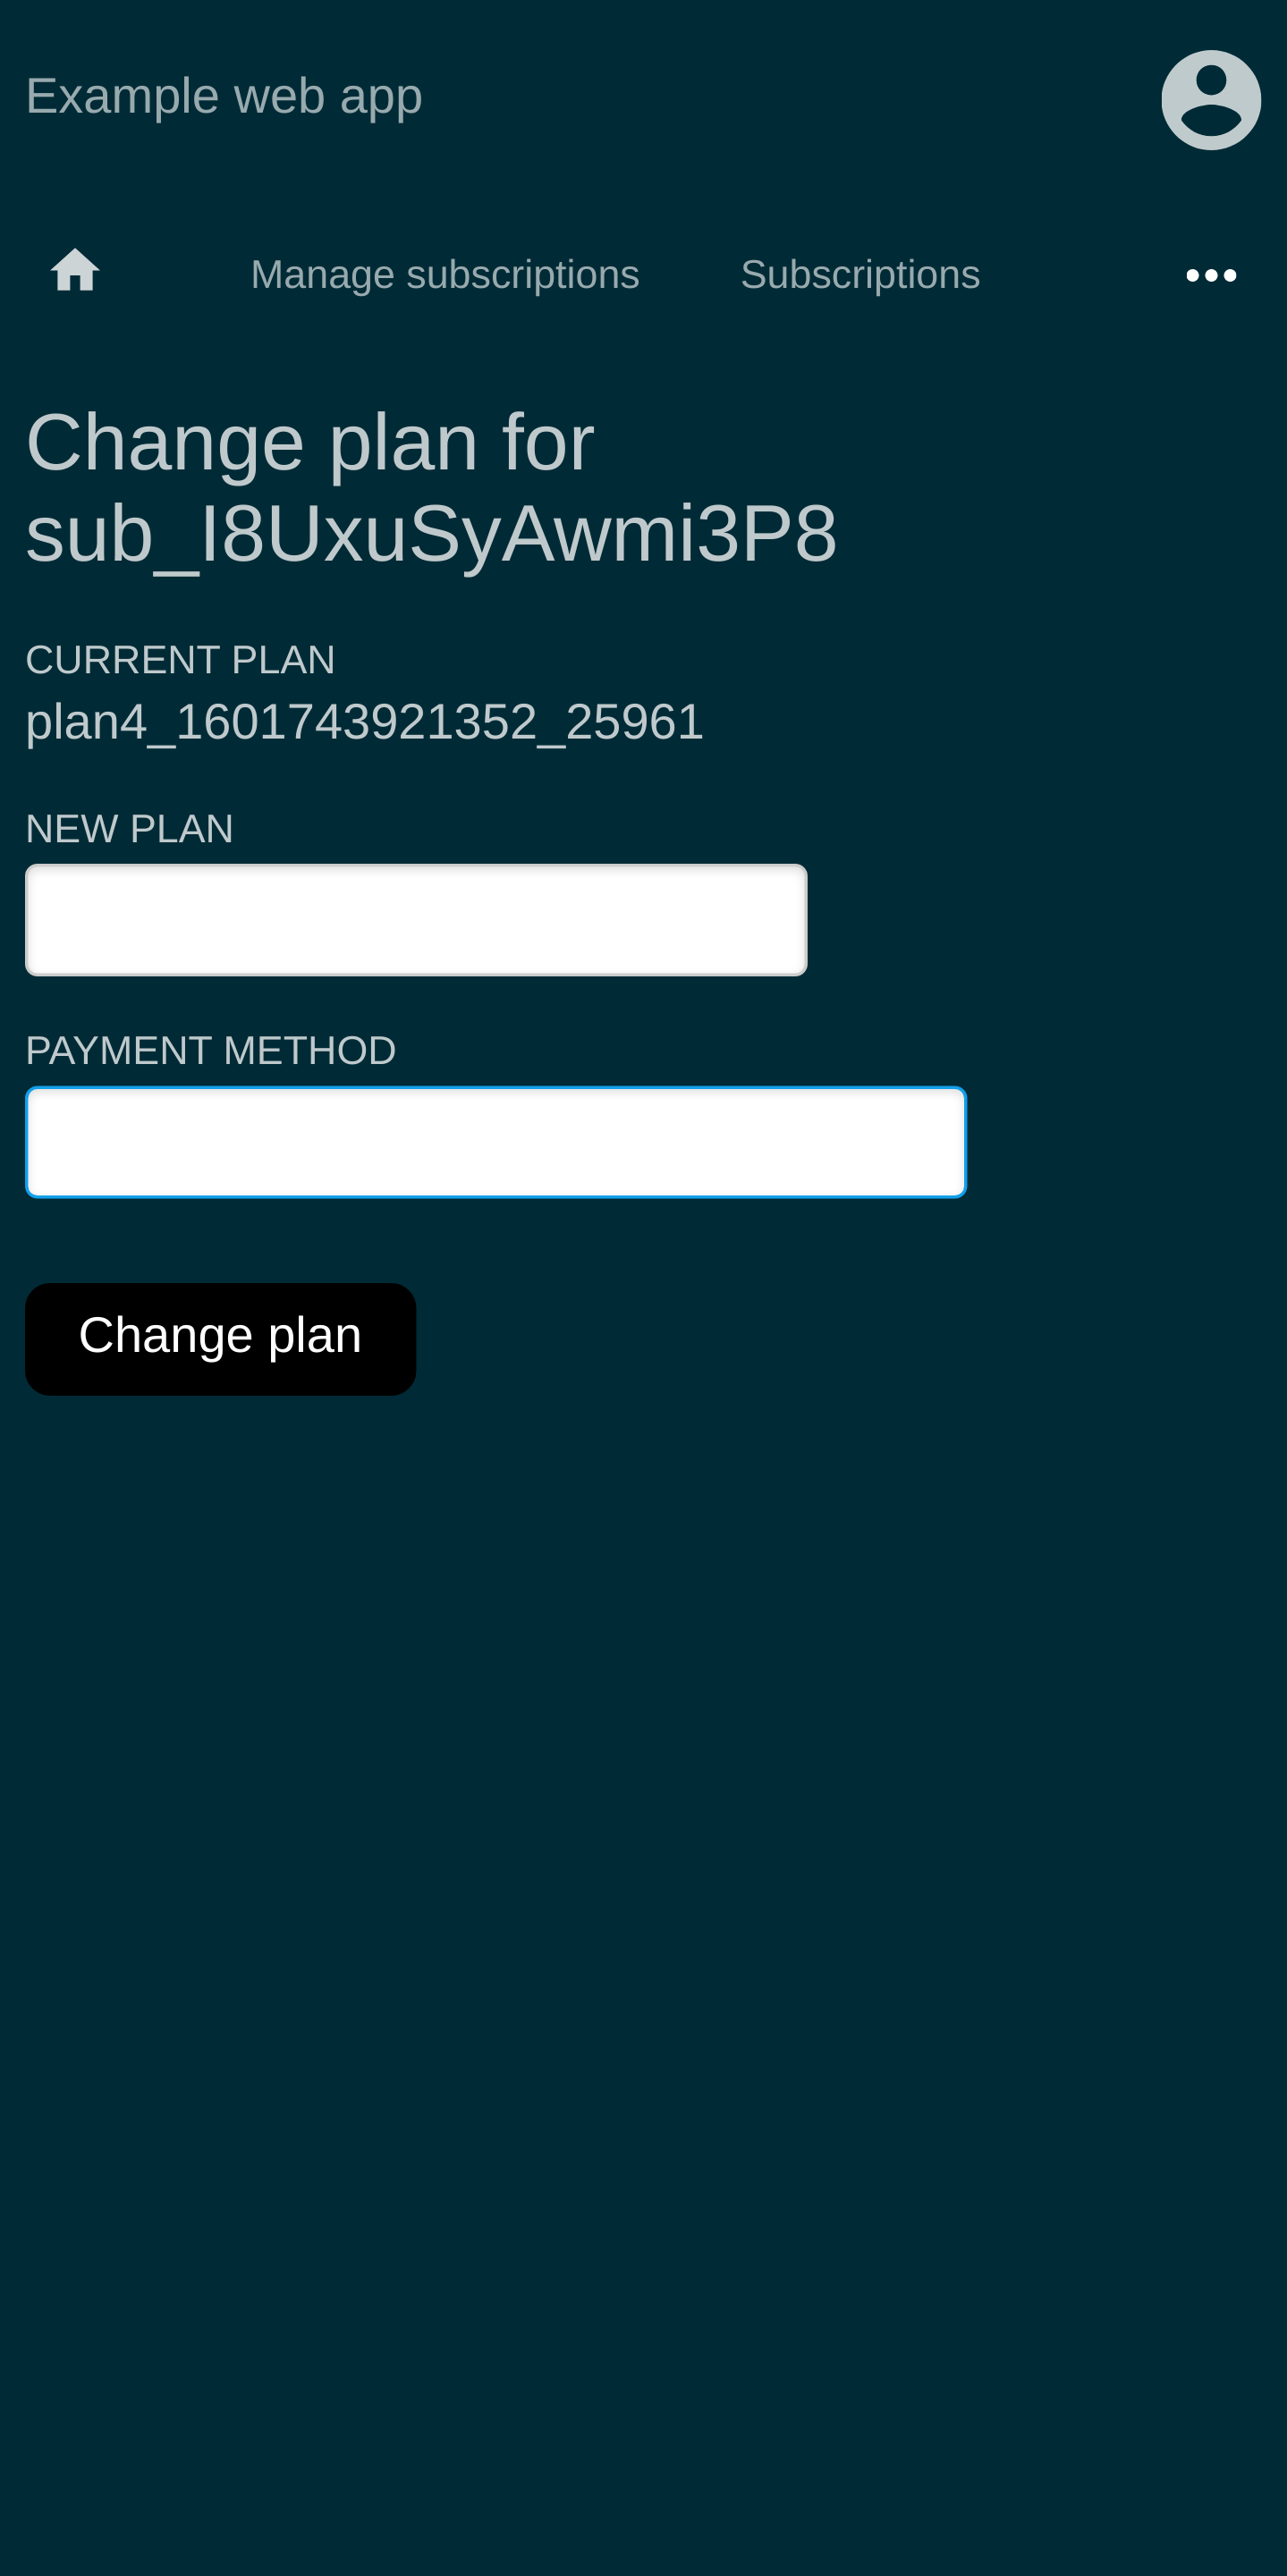 Example web app
Manage subscriptions Subscriptions
Change plan for
sub_I8UxuSyAwmi3P8
CURRENT PLAN
plan4_1601743921352_25961
NEW PLAN
PAYMENT METHOD
Change plan